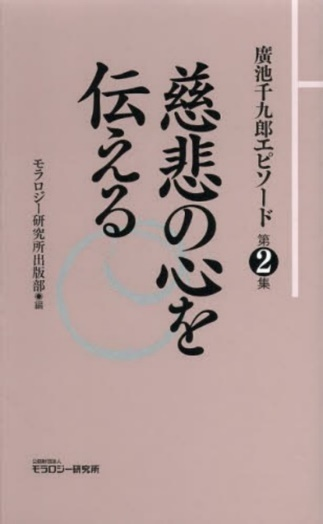 廣池千九郎エピソード 第2集
慈悲の心を
伝える
モラロジー研究所出版部●編
公益財団法人
モラロジー研究所